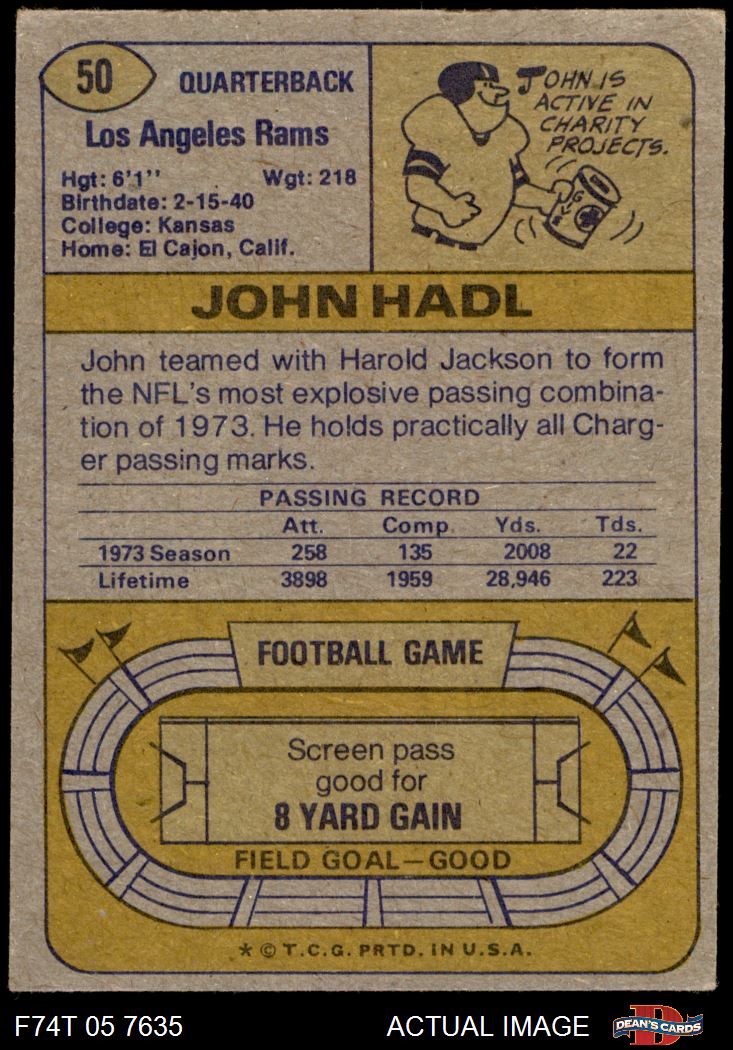 50
QUARTERBACK
Los Angeles Rams
Hgt: 6'1'' Wgt: 218
Birthdate: 2-15-40
College: Kansas
Home: El Cajon, Calif.
JOHN IS
ACTIVE IN
CHARITY
PROJECTS.
JOHN HADL
John teamed with Harold Jackson to form
the NFL's most explosive passing combina-
tion of 1973. He holds practically all Charg-
er passing marks.
PASSING RECORD
Att. Comp. Yds. Tds.
1973 Season 258 135 2008 22
Lifetime 3898 1959 28,946 223
FOOTBALL GAME
Screen pass
good for
8 YARD GAIN
FIELD GOAL—GOOD
* © T.C.G. PRTD. IN U.S.A.
F74T 05 7635 ACTUAL IMAGE
D
DEAN'S CARDS